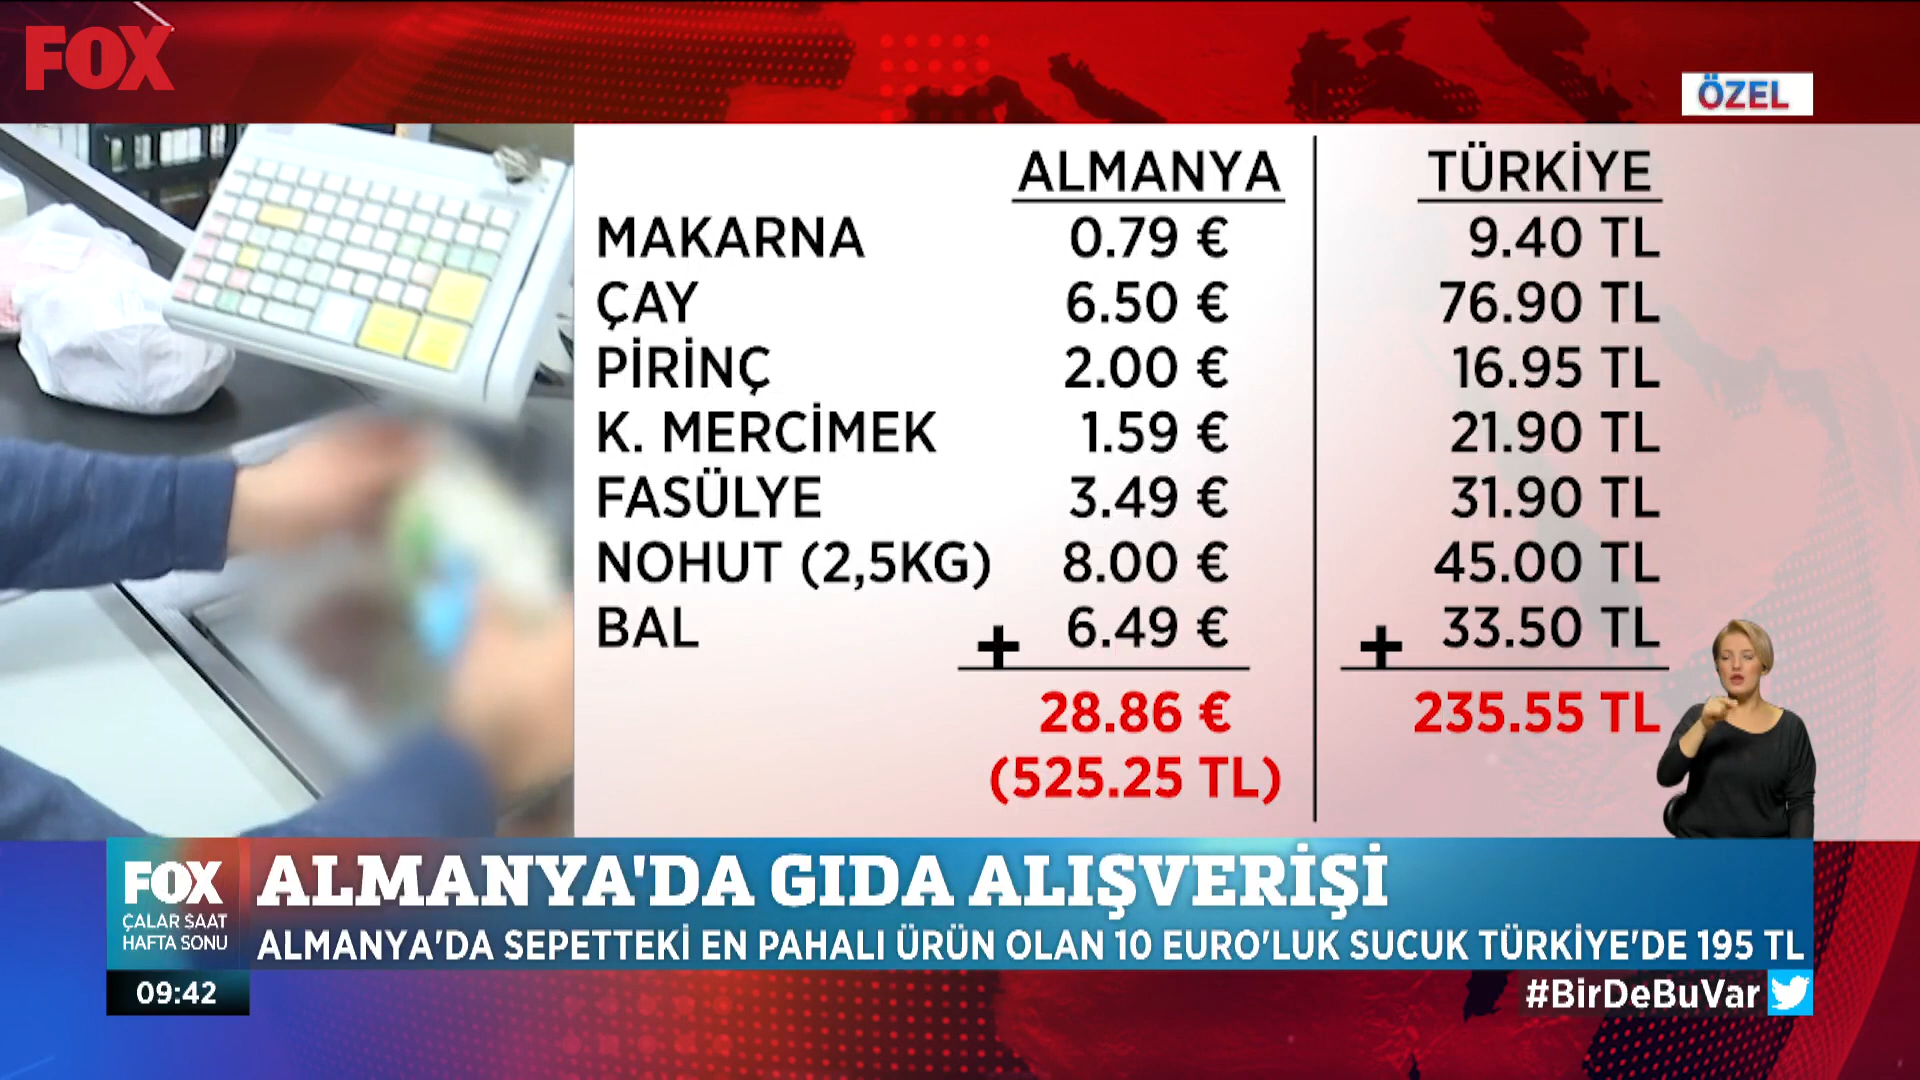 FOX
ÖZEL
ALMANYA TÜRKİYE
MAKARNA 0.79 € 9.40 TL
ÇAY 6.50 € 76.90 TL
PİRİNÇ 2.00 € 16.95 TL
K. MERCİMEK 1.59 € 21.90 TL
FASÜLYE 3.49 € 31.90 TL
NOHUT (2,5KG) 8.00 € 45.00 TL
BAL + 6.49 € + 33.50 TL
28.86 € 235.55 TL
(525.25 TL)
FOX
ÇALAR SAAT
HAFTA SONU
ALMANYA'DA GIDA ALIŞVERİŞİ
ALMANYA'DA SEPETTEKİ EN PAHALI ÜRÜN OLAN 10 EURO'LUK SUCUK TÜRKİYE'DE 195 TL
09:42
#BirDeBuVar